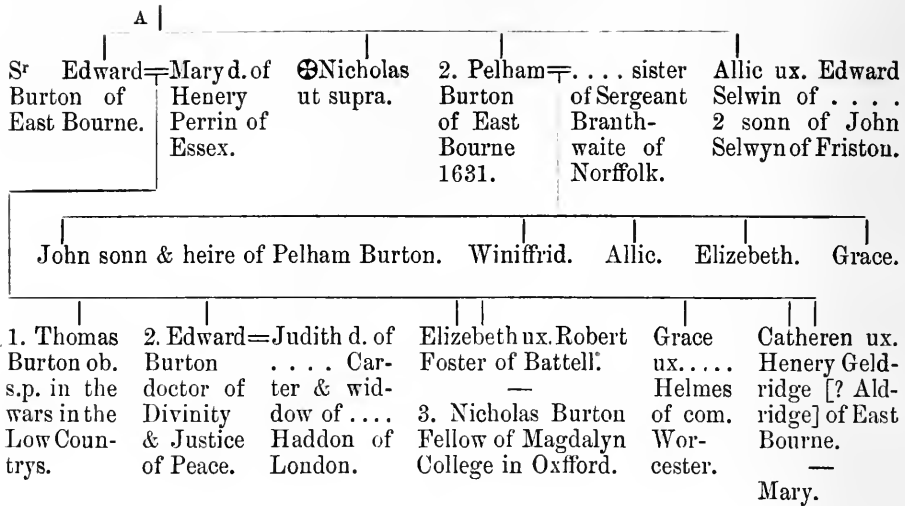 A
Sr Edward=Mary d. of
Burton of Henery
East Bourne. Perrin of
Essex.
⊕Nicholas
ut supra.
2. Pelham= . . . . sister
Burton of Sergeant
of East Branth-
Bourne waite of
1631. Norffolk.
Allic ux. Edward
Selwin of . . . .
2 sonn of John
Selwyn of Friston.
John sonn & heire of Pelham Burton. Winiffrid. Allic. Elizebeth. Grace.
1. Thomas
Burton ob.
s.p. in the
wars in the
Low Coun-
trys.
2. Edward=Judith d. of
Burton . . . . Car-
doctor of ter & wid-
Divinity dow of . . . .
& Justice Haddon of
of Peace. London.
Elizebeth ux. Robert
Foster of Battell.
—
3. Nicholas Burton
Fellow of Magdalyn
College in Oxfford.
Grace
ux. . . . .
Helmes
of com.
Wor-
cester.
Catheren ux.
Henery Geld-
ridge [? Ald-
ridge] of East
Bourne.
—
Mary.